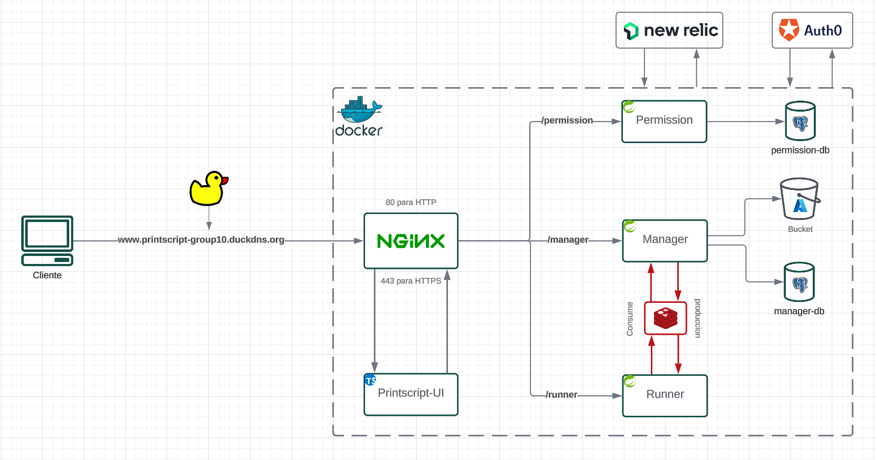 new relic
Auth0
docker
/permission
Permission
permission-db
80 para HTTP
www.printscript-group10.duckdns.org
NGINX
/manager
Manager
Bucket
Cliente
443 para HTTPS
manager-db
Consume
produccion
TS
Printscript-UI
/runner
Runner